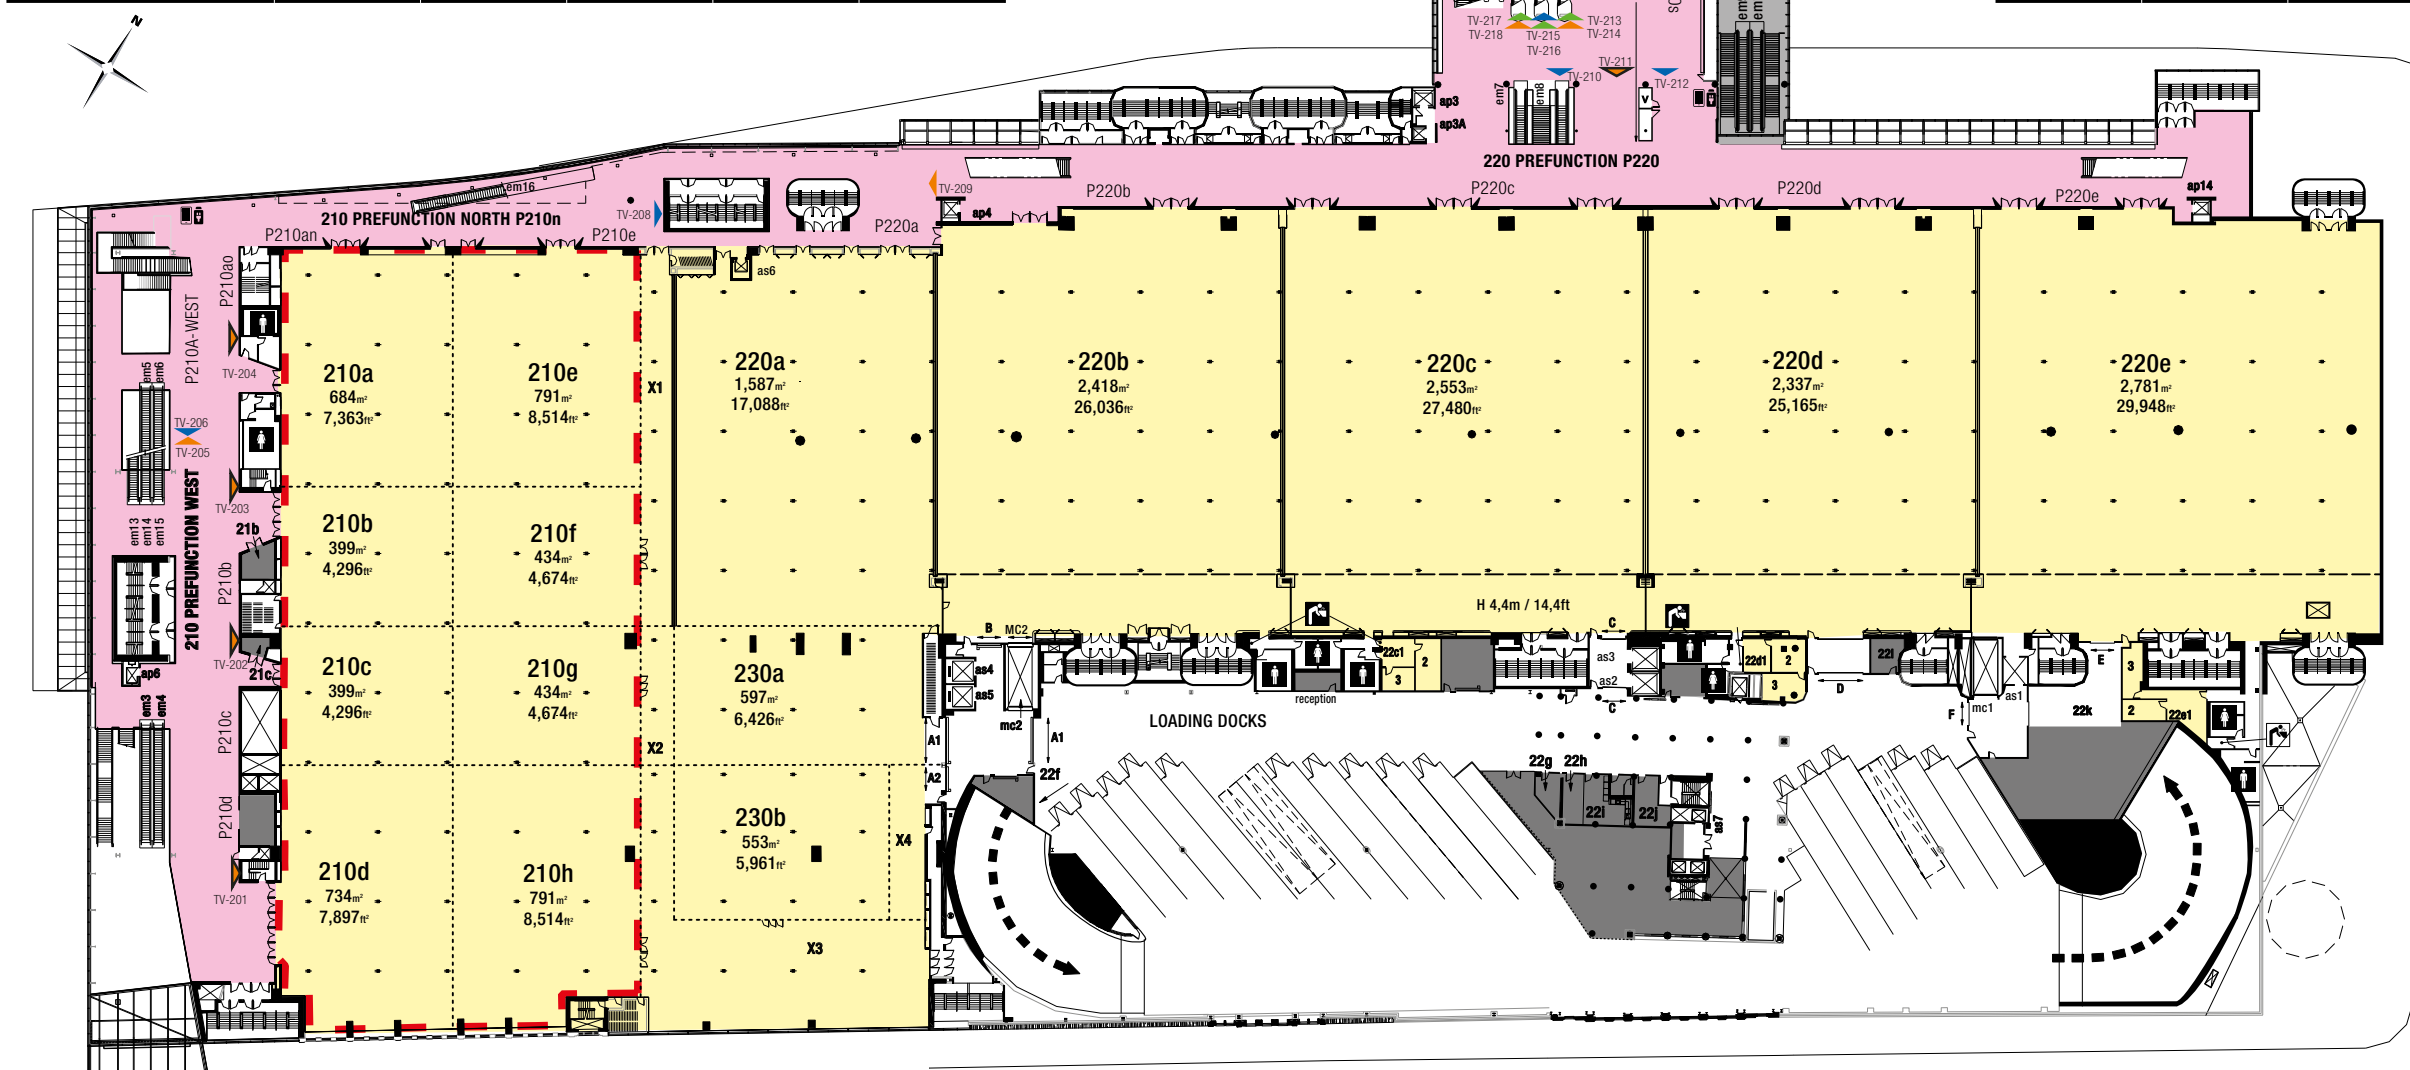 N
TV-217
TV-218
TV-215
TV-216
TV-213
TV-214
TV-210
TV-211
TV-212
em7
em8
ap3
ap3A
220 PREFUNCTION P220
em16
210 PREFUNCTION NORTH P210n
TV-208
TV-209
ap4
P220a
P220b
P220c
P220d
P220e
ap14
P210an
P210e
P210ao
P210A-WEST
as6
TV-204
em5
em6
TV-206
TV-205
TV-203
210 PREFUNCTION WEST
em13
em14
em15
21b
P210b
TV-202
21c
ap6
em3
em4
P210c
P210d
TV-201
210a
684m²
7,363ft²
210e
791m²
8,514ft²
X1
220a
1,587m²
17,088ft²
220b
2,418m²
26,036ft²
220c
2,553m²
27,480ft²
220d
2,337m²
25,165ft²
220e
2,781m²
29,948ft²
210b
399m²
4,296ft²
210f
434m²
4,674ft²
H 4,4m / 14,4ft
210c
399m²
4,296ft²
210g
434m²
4,674ft²
X2
230a
597m²
6,426ft²
230b
553m²
5,961ft²
X4
X3
210d
734m²
7,897ft²
210h
791m²
8,514ft²
B
MC2
as4
as5
mc2
A1
A1
A2
22f
LOADING DOCKS
reception
22c1
2
3
C
as3
as2
C
22d1
2
3
D
22l
F
mc1
as1
22k
E
3
2
22e1
22g
22h
22i
22j
as7
V